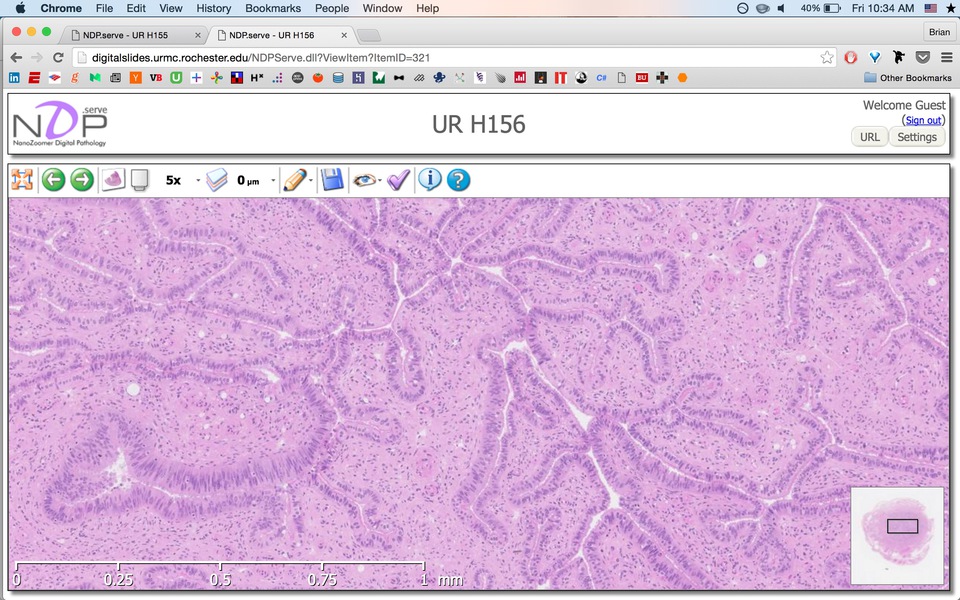 Chrome File Edit View History Bookmarks People Window Help 40% Fri 10:34 AM
NDP.serve - UR H155 NDP.serve - UR H156 Brian
digitalslides.urmc.rochester.edu/NDPServe.dll?ViewItem?ItemID=321
Other Bookmarks
NDP .serve
NanoZoomer Digital Pathology
UR H156
Welcome Guest
(Sign out)
URL Settings
5x 0 µm
0 0.25 0.5 0.75 1 mm